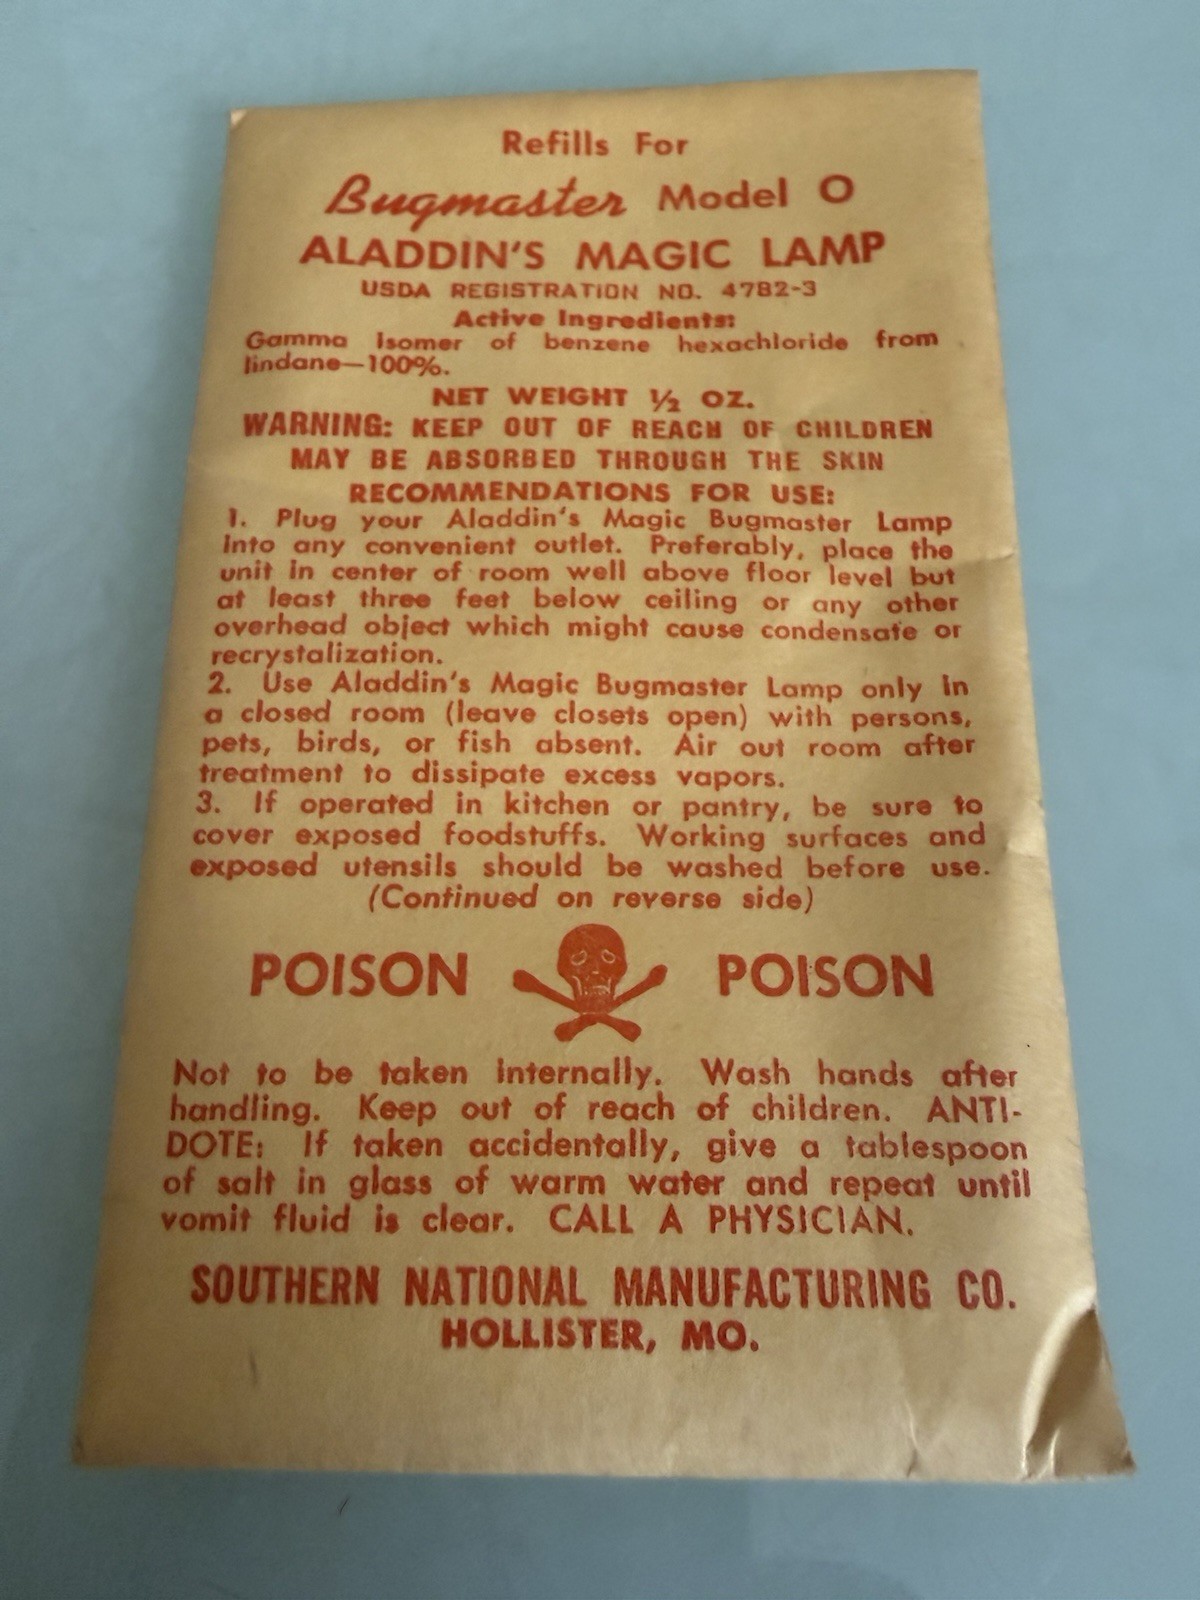 Refills For
Bugmaster Model O
ALADDIN'S MAGIC LAMP
USDA REGISTRATION NO. 4782-3
Active Ingredients:
Gamma Isomer of benzene hexachloride from
lindane—100%.
NET WEIGHT ½ OZ.
WARNING: KEEP OUT OF REACH OF CHILDREN
MAY BE ABSORBED THROUGH THE SKIN
RECOMMENDATIONS FOR USE:
1. Plug your Aladdin's Magic Bugmaster Lamp
into any convenient outlet. Preferably, place the
unit in center of room well above floor level but
at least three feet below ceiling or any other
overhead object which might cause condensate or
recrystalization.
2. Use Aladdin's Magic Bugmaster Lamp only in
a closed room (leave closets open) with persons,
pets, birds, or fish absent. Air out room after
treatment to dissipate excess vapors.
3. If operated in kitchen or pantry, be sure to
cover exposed foodstuffs. Working surfaces and
exposed utensils should be washed before use.
(Continued on reverse side)
POISON POISON
Not to be taken internally. Wash hands after
handling. Keep out of reach of children. ANTI-
DOTE: If taken accidentally, give a tablespoon
of salt in glass of warm water and repeat until
vomit fluid is clear. CALL A PHYSICIAN.
SOUTHERN NATIONAL MANUFACTURING CO.
HOLLISTER, MO.